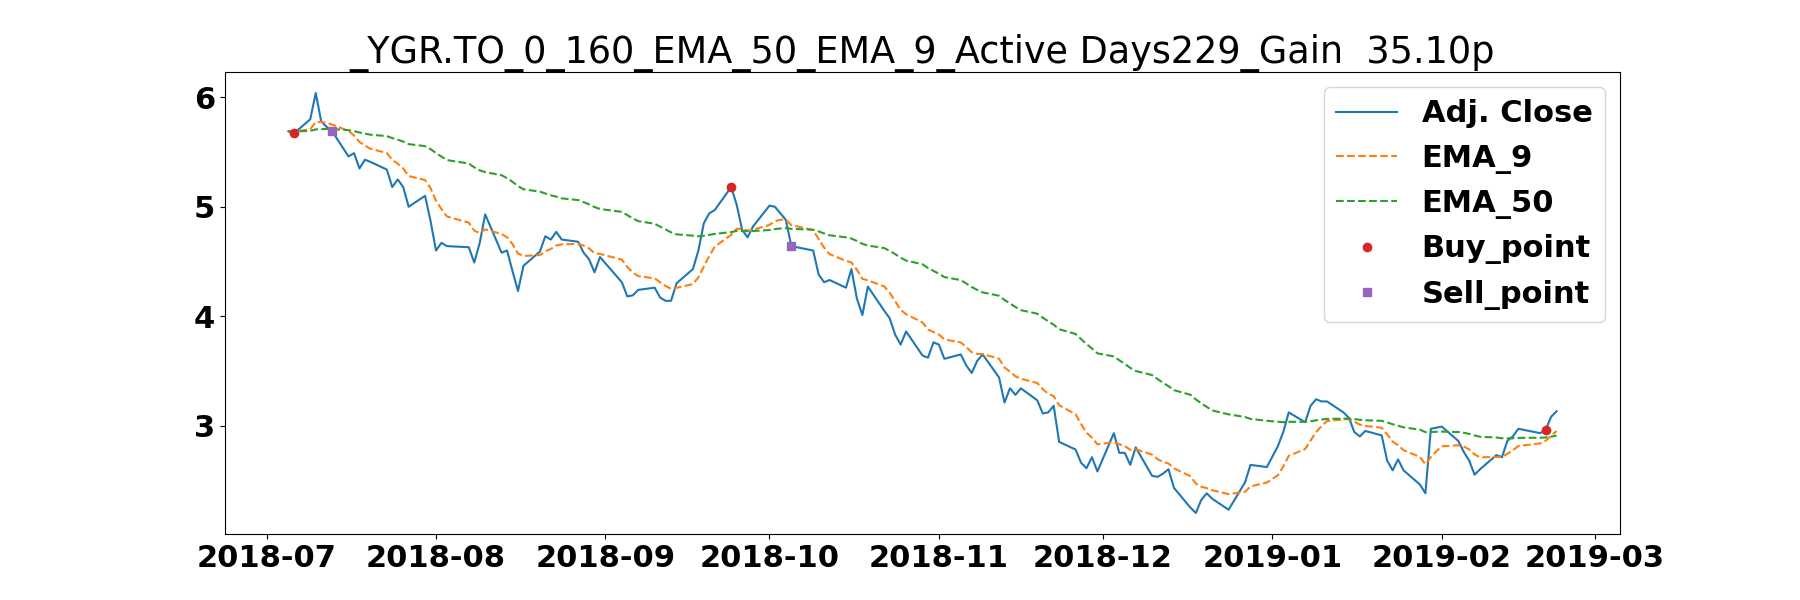 _YGR.TO_0_160_EMA_50_EMA_9_Active Days229_Gain  35.10p
6
5
4
3
Adj. Close
EMA_9
EMA_50
Buy_point
Sell_point
2018-07 2018-08 2018-09 2018-10 2018-11 2018-12 2019-01 2019-02 2019-03